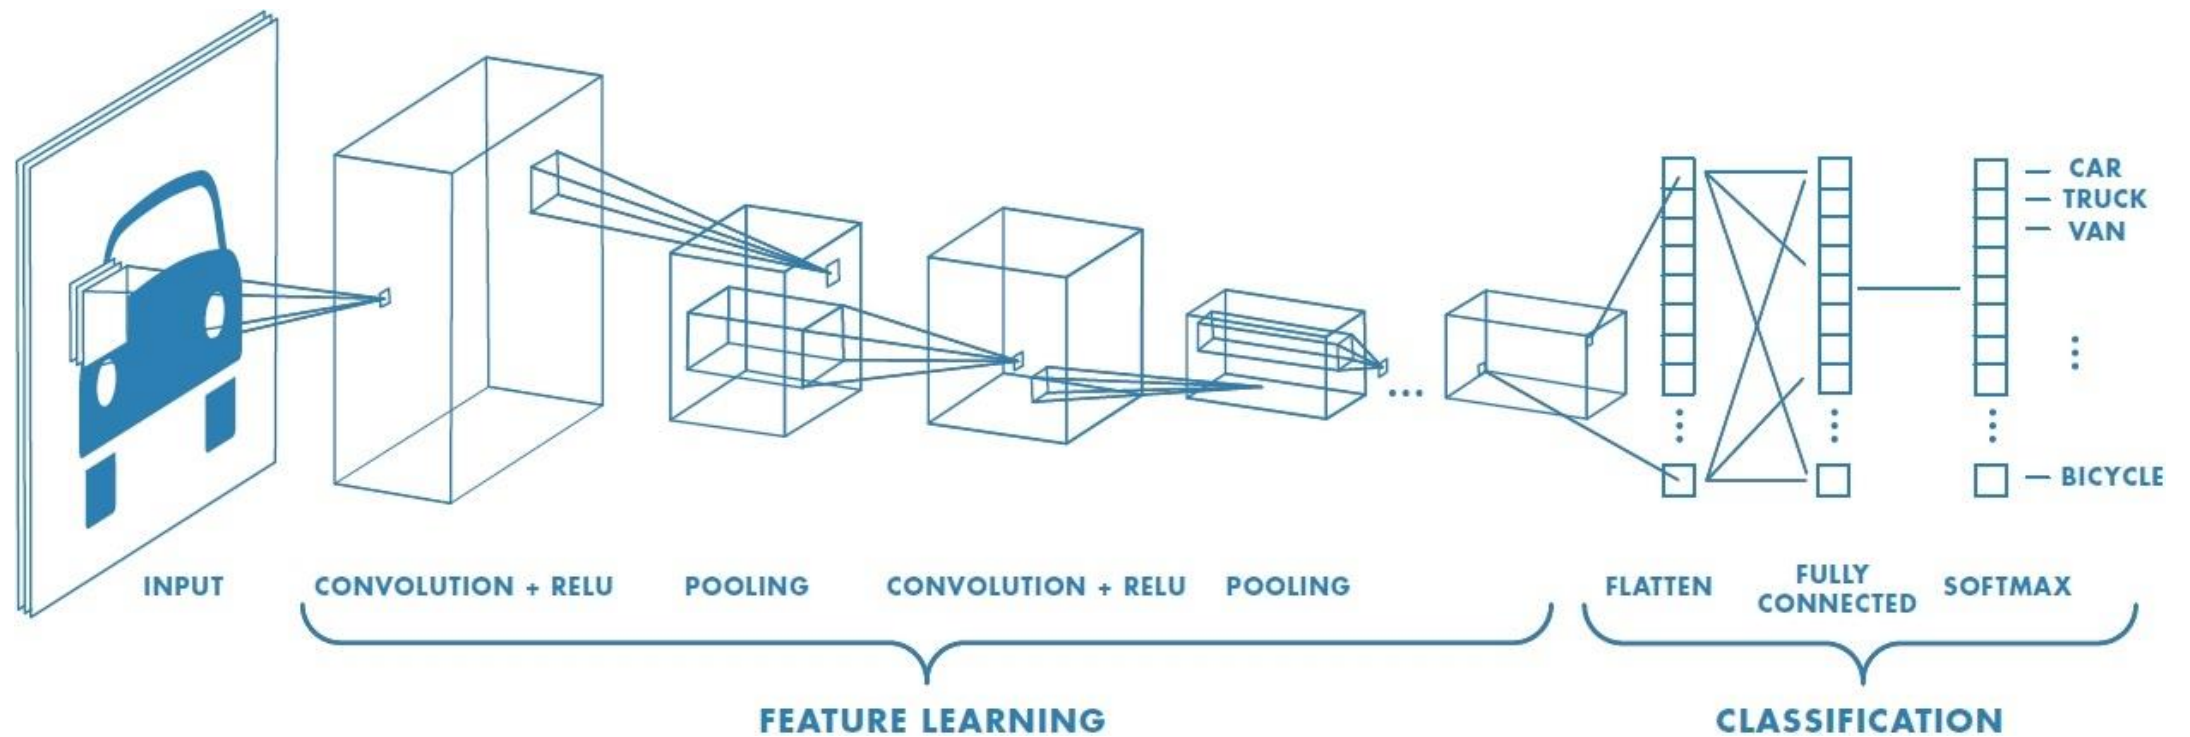 CAR
TRUCK
VAN
BICYCLE
INPUT
CONVOLUTION + RELU
POOLING
CONVOLUTION + RELU
POOLING
FLATTEN
FULLY
CONNECTED
SOFTMAX
FEATURE LEARNING
CLASSIFICATION